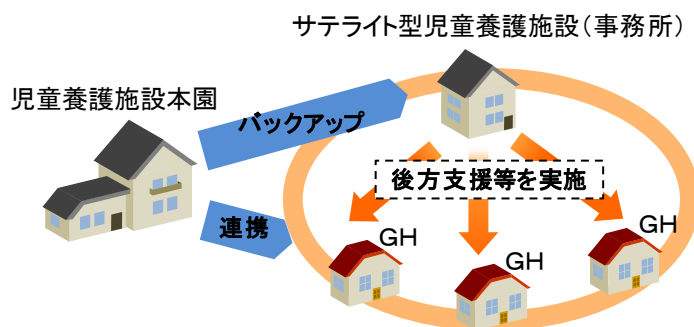 サテライト型児童養護施設（事務所）
児童養護施設本園
バックアップ
後方支援等を実施
連携
GH
GH
GH